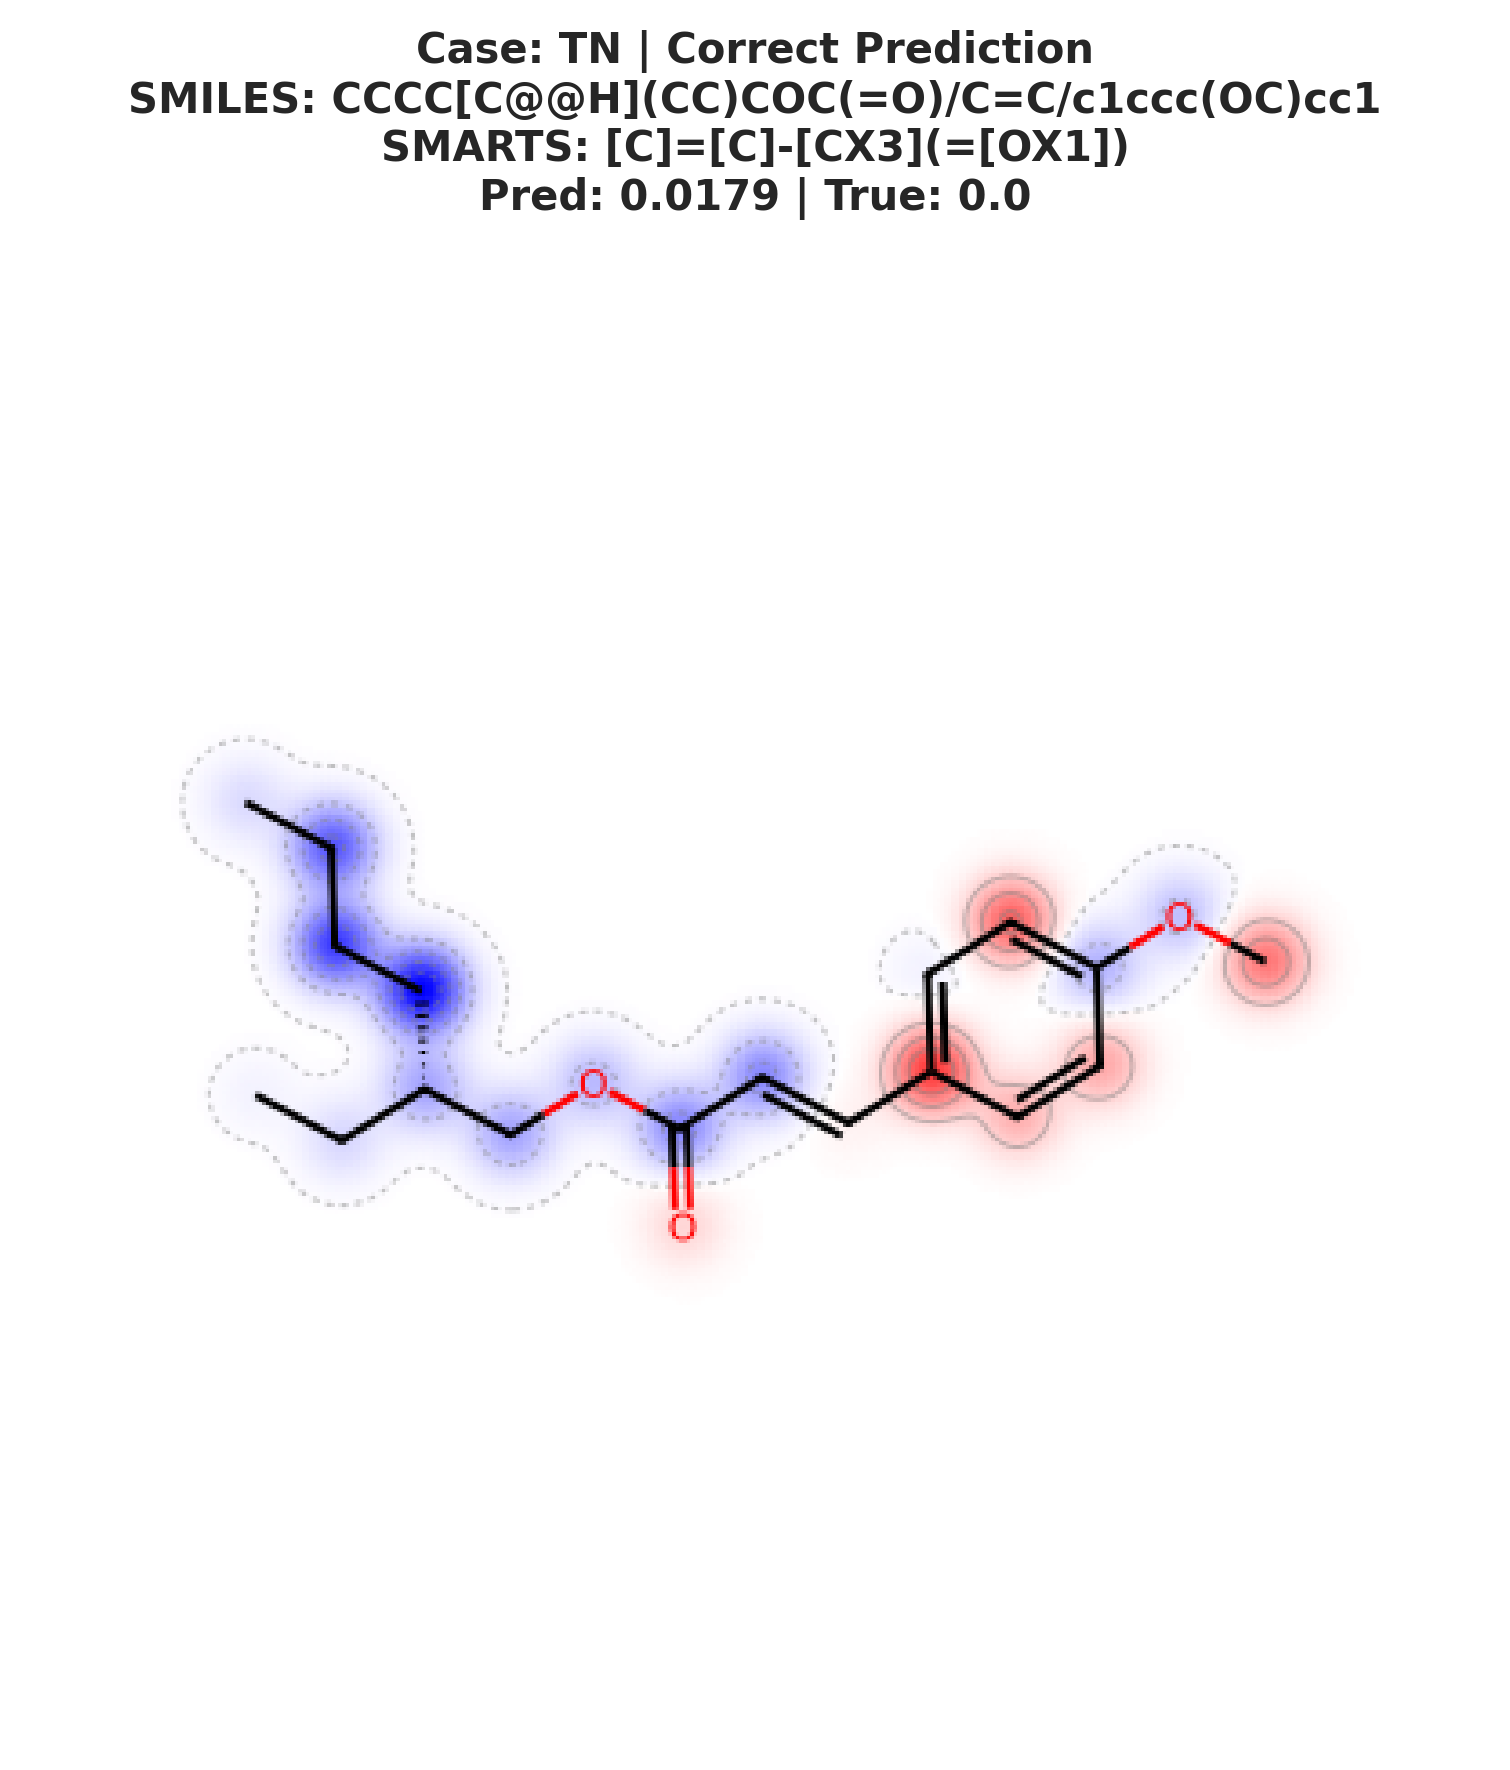 Case: TN | Correct Prediction
SMILES: CCCC[C@@H](CC)COC(=O)/C=C/c1ccc(OC)cc1
SMARTS: [C]=[C]-[CX3](=[OX1])
Pred: 0.0179 | True: 0.0
O
O
O